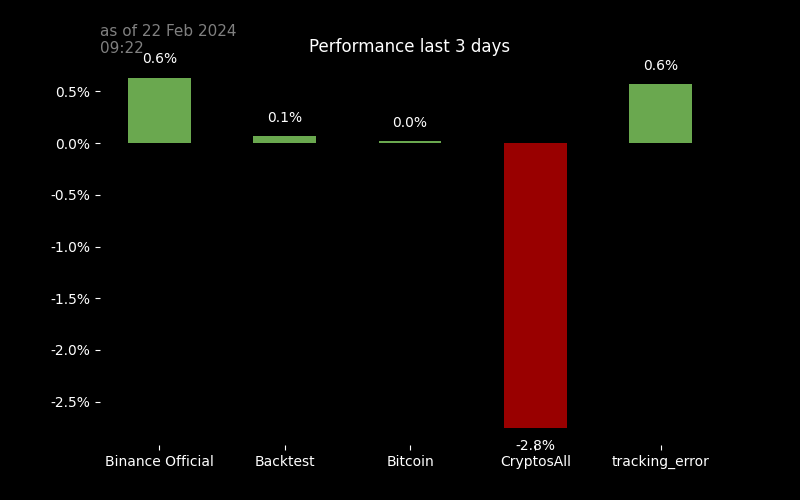 as of 22 Feb 2024
09:22
Performance last 3 days
0.6%
0.1%
0.0%
-2.8%
0.6%
0.5%
0.0%
-0.5%
-1.0%
-1.5%
-2.0%
-2.5%
Binance Official
Backtest
Bitcoin
CryptosAll
tracking_error